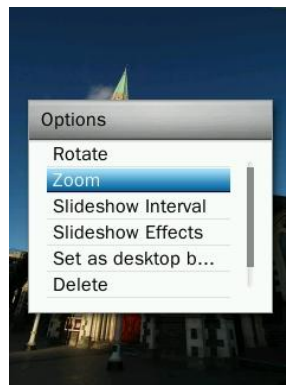 Options
Rotate
Zoom
Slideshow Interval
Slideshow Effects
Set as desktop b...
Delete